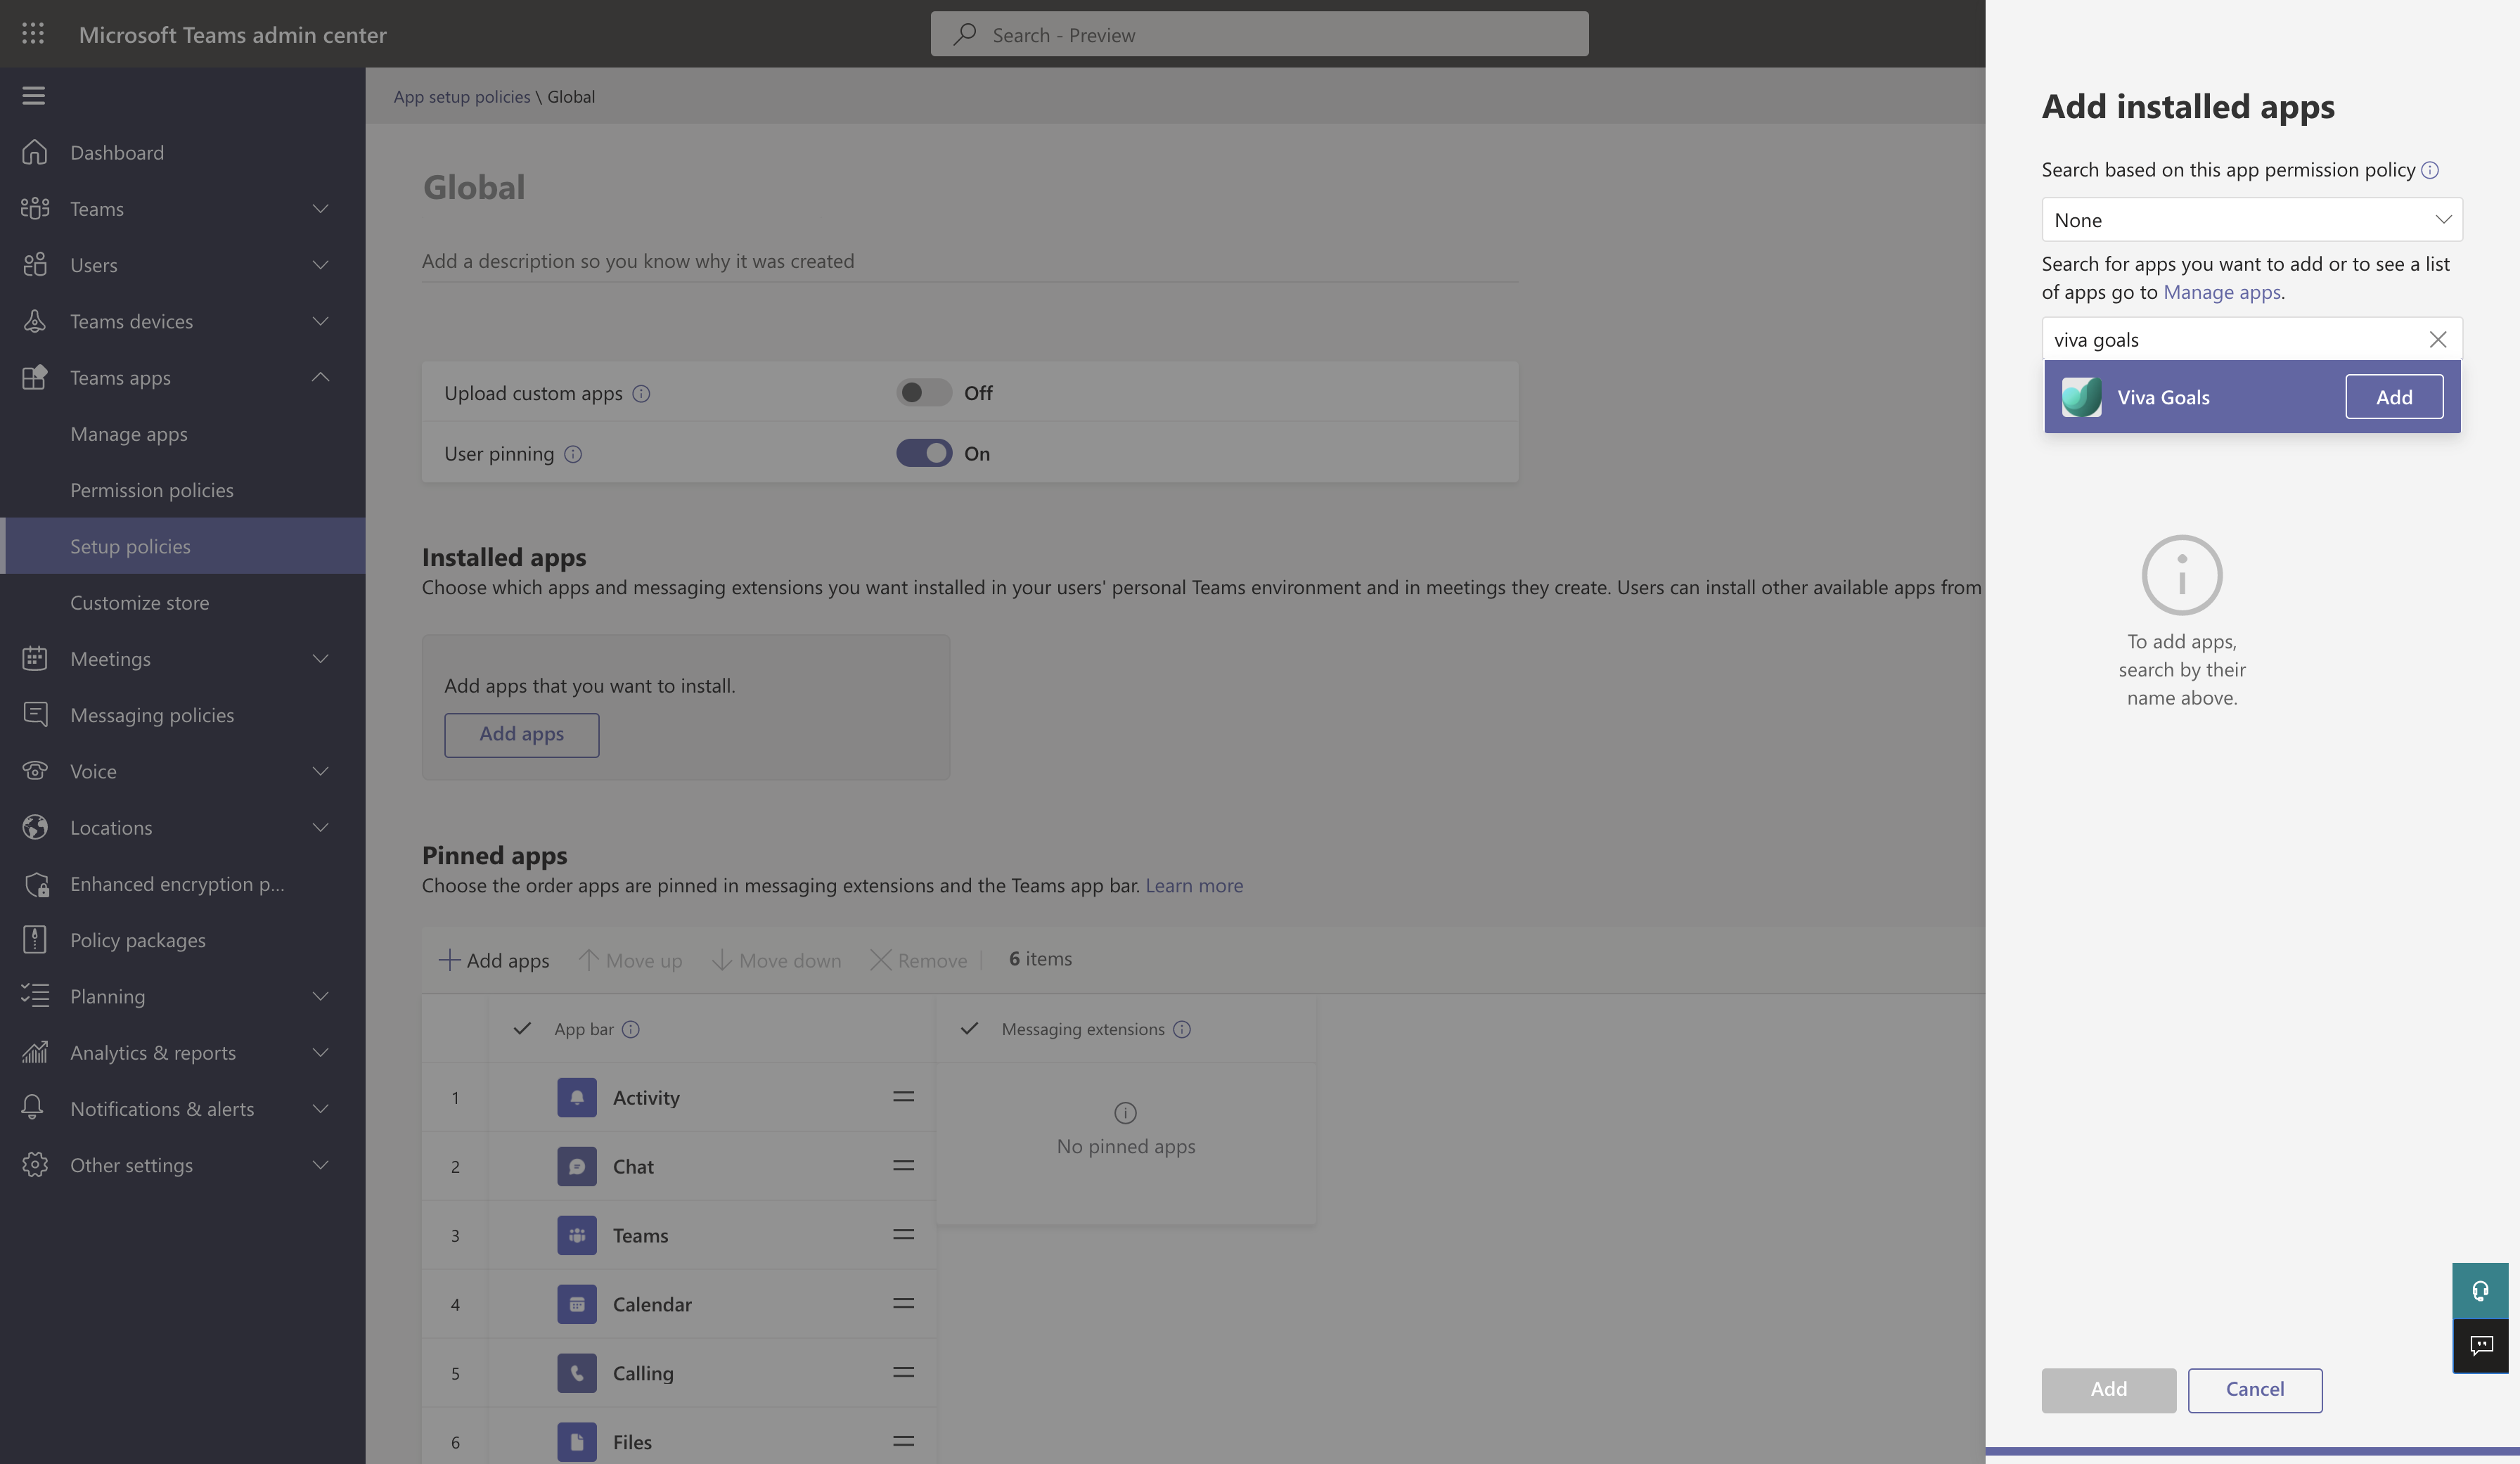 Microsoft Teams admin center
Search - Preview
App setup policies \ Global
Dashboard
Teams
Users
Teams devices
Teams apps
Manage apps
Permission policies
Setup policies
Customize store
Meetings
Messaging policies
Voice
Locations
Enhanced encryption p...
Policy packages
Planning
Analytics & reports
Notifications & alerts
Other settings
Global
Add a description so you know why it was created
Upload custom apps
Off
User pinning
On
Installed apps
Choose which apps and messaging extensions you want installed in your users' personal Teams environment and in meetings they create. Users can install other available apps from
Add apps that you want to install.
Add apps
Pinned apps
Choose the order apps are pinned in messaging extensions and the Teams app bar. Learn more
Add apps Move up Move down Remove 6 items
App bar
Messaging extensions
1 Activity
2 Chat
3 Teams
4 Calendar
5 Calling
6 Files
No pinned apps
Add installed apps
Search based on this app permission policy
None
Search for apps you want to add or to see a list
of apps go to Manage apps.
viva goals
Viva Goals
Add
To add apps,
search by their
name above.
Add
Cancel